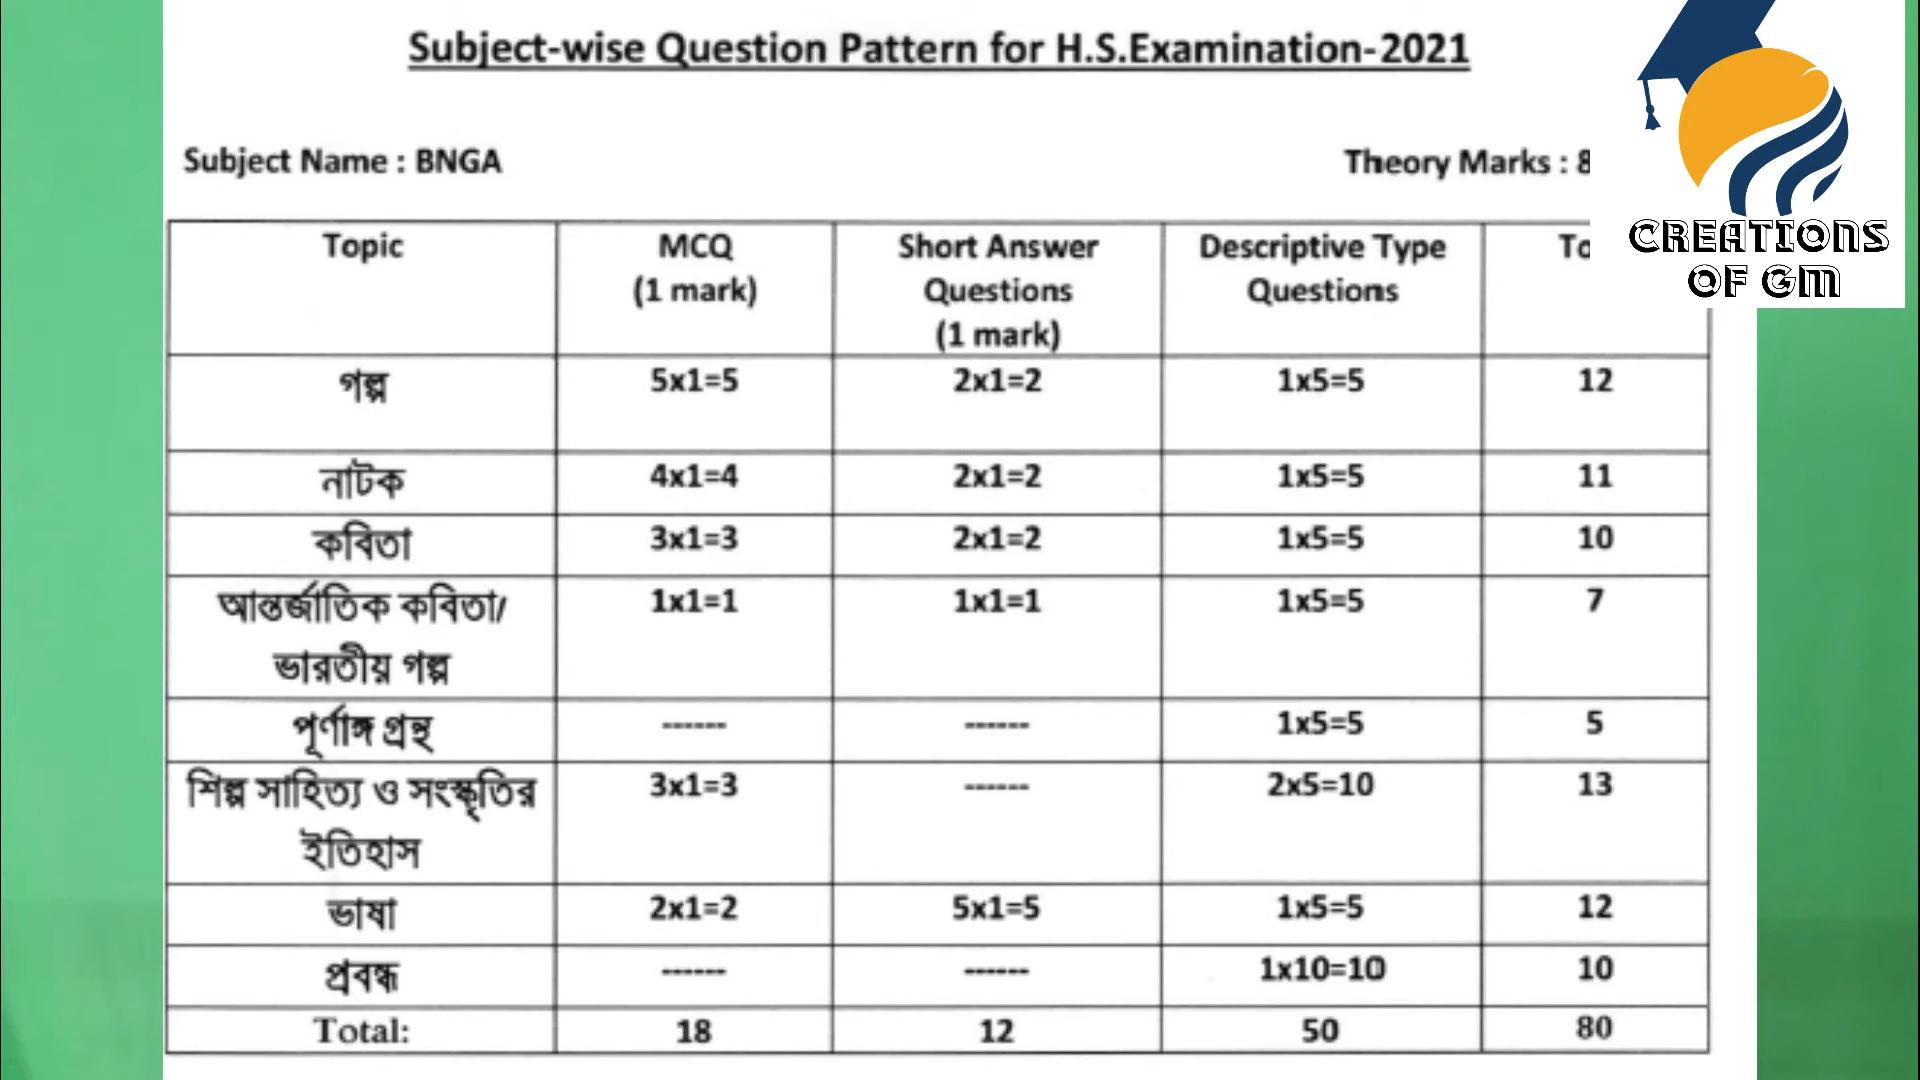 Subject-wise Question Pattern for H.S.Examination-2021
Subject Name : BNGA Theory Marks : 8
CREATIONS
OF GM
Topic MCQ (1 mark) Short Answer Questions (1 mark) Descriptive Type Questions To
গল্প 5x1=5 2x1=2 1x5=5 12
নাটক 4x1=4 2x1=2 1x5=5 11
কবিতা 3x1=3 2x1=2 1x5=5 10
আন্তর্জাতিক কবিতা/ 1x1=1 1x1=1 1x5=5 7
ভারতীয় গল্প
পূর্ণাঙ্গ গ্রন্থ ------ ------ 1x5=5 5
শিল্প সাহিত্য ও সংস্কৃতির 3x1=3 ------ 2x5=10 13
ইতিহাস
ভাষা 2x1=2 5x1=5 1x5=5 12
প্রবন্ধ ------ ------ 1x10=10 10
Total: 18 12 50 80